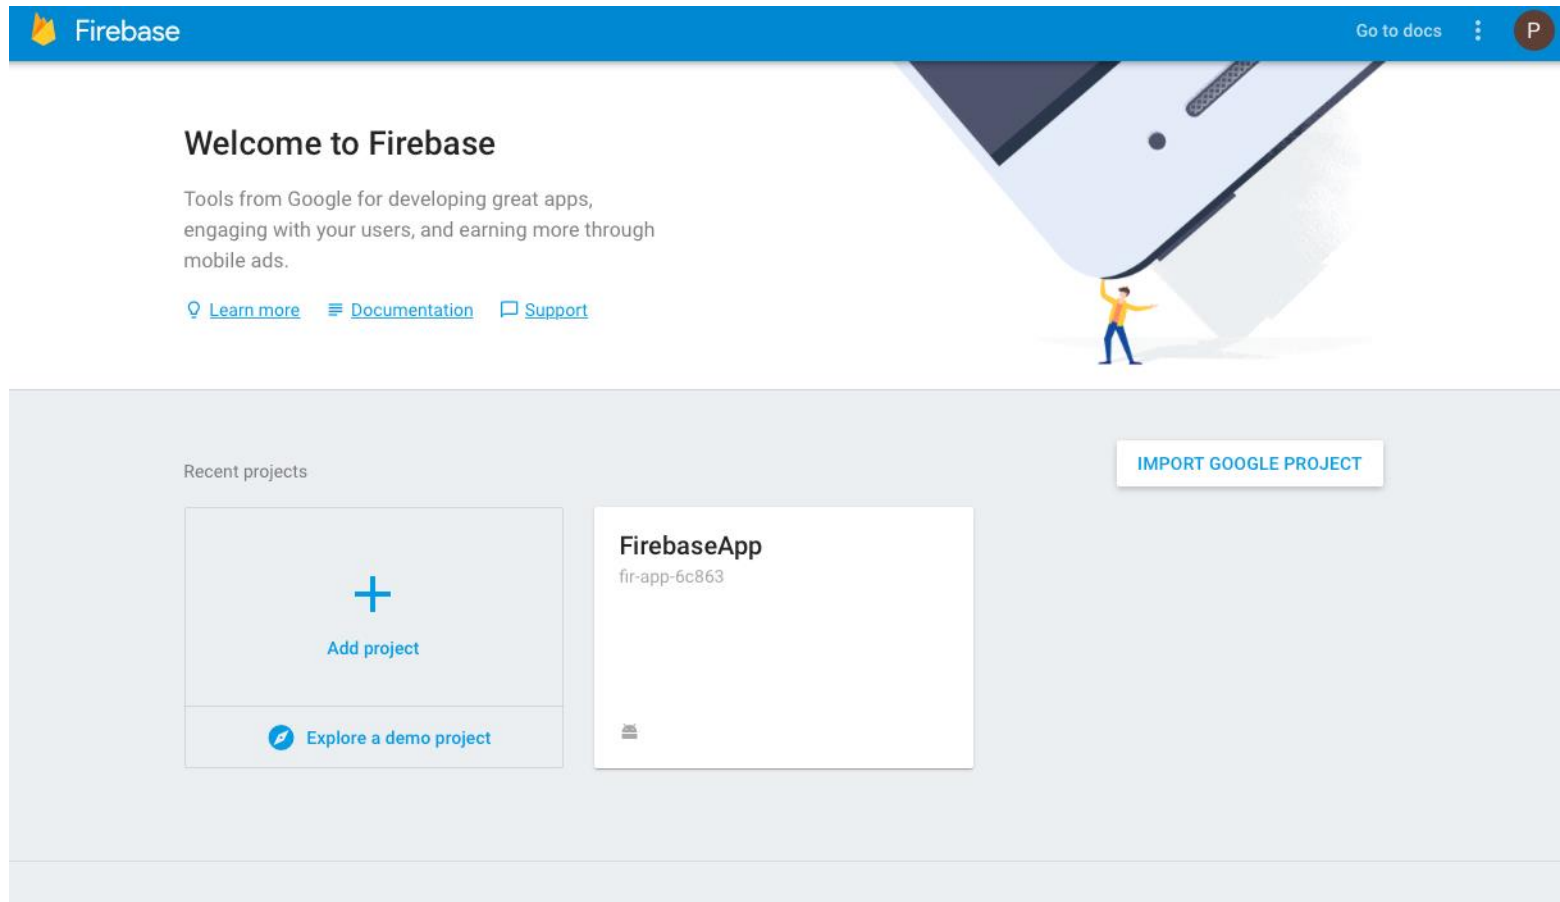 Firebase
Go to docs
P
Welcome to Firebase
Tools from Google for developing great apps,
engaging with your users, and earning more through
mobile ads.
Learn more Documentation Support
Recent projects
IMPORT GOOGLE PROJECT
Add project
Explore a demo project
FirebaseApp
fir-app-6c863